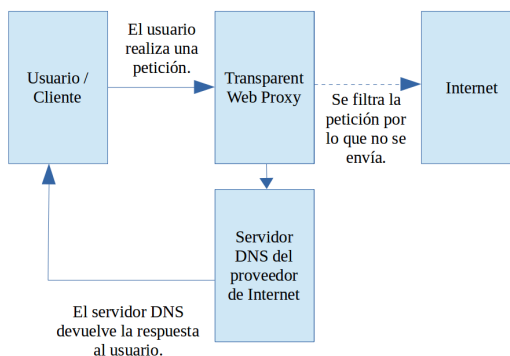 El usuario
realiza una
petición.
Usuario /
Cliente
Transparent
Web Proxy
Internet
Se filtra la
petición por
lo que no se
envía.
Servidor
DNS del
proveedor
de Internet
El servidor DNS
devuelve la respuesta
al usuario.